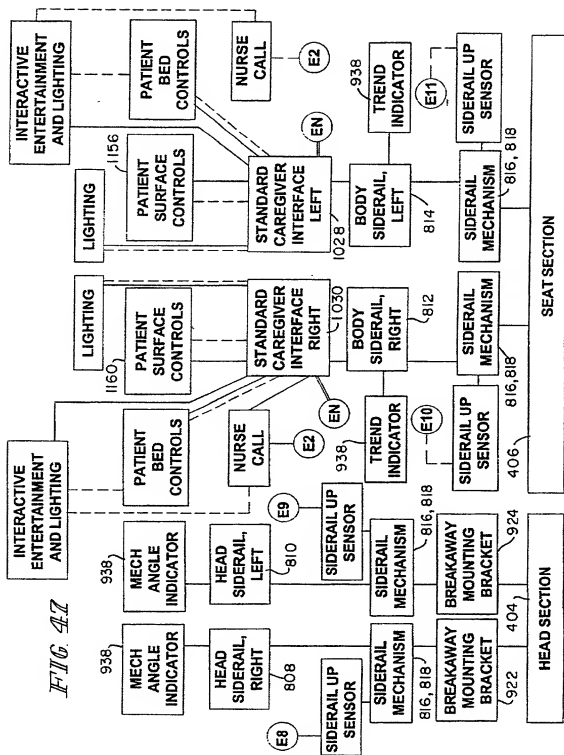 FIG. 47
INTERACTIVE
ENTERTAINMENT
AND LIGHTING
PATIENT
BED
CONTROLS
NURSE
CALL
E2
1156
PATIENT
SURFACE
CONTROLS
LIGHTING
STANDARD
CAREGIVER
INTERFACE
LEFT
EN
1028
938
TREND
INDICATOR
BODY
SIDERAIL,
LEFT
814
E11
SIDERAIL UP
SENSOR
SIDERAIL
MECHANISM
816, 818
LIGHTING
PATIENT
SURFACE
CONTROLS
1160
STANDARD
CAREGIVER
INTERFACE
RIGHT
1030
EN
BODY
SIDERAIL,
RIGHT
812
SIDERAIL
MECHANISM
816, 818
INTERACTIVE
ENTERTAINMENT
AND LIGHTING
PATIENT
BED
CONTROLS
NURSE
CALL
E2
TREND
INDICATOR
938
E10
SIDERAIL UP
SENSOR
406
SEAT SECTION
938
MECH
ANGLE
INDICATOR
HEAD
SIDERAIL,
LEFT
810
E9
SIDERAIL UP
SENSOR
SIDERAIL
MECHANISM
816, 818
BREAKAWAY
MOUNTING
BRACKET
924
938
MECH
ANGLE
INDICATOR
HEAD
SIDERAIL,
RIGHT
808
E8
SIDERAIL UP
SENSOR
SIDERAIL
MECHANISM
816, 818
BREAKAWAY
MOUNTING
BRACKET
922
404
HEAD SECTION